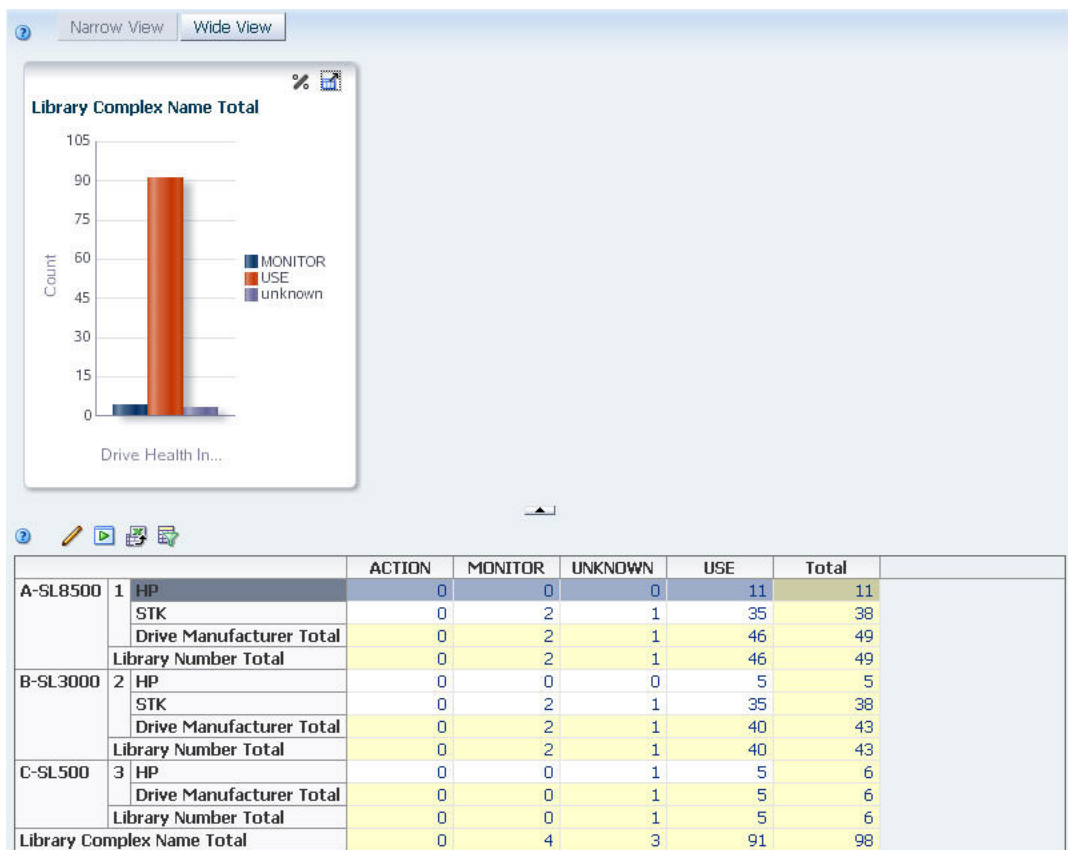 Narrow View Wide View
Library Complex Name Total
105
90
75
60
45
30
15
0
Count
MONITOR
USE
unknown
Drive Health In...
ACTION MONITOR UNKNOWN USE Total
A-SL8500 1 HP 0 0 0 11 11
STK 0 2 1 35 38
Drive Manufacturer Total 0 2 1 46 49
Library Number Total 0 2 1 46 49
B-SL3000 2 HP 0 0 0 5 5
STK 0 2 1 35 38
Drive Manufacturer Total 0 2 1 40 43
Library Number Total 0 2 1 40 43
C-SL500 3 HP 0 0 1 5 6
Drive Manufacturer Total 0 0 1 5 6
Library Number Total 0 0 1 5 6
Library Complex Name Total 0 4 3 91 98